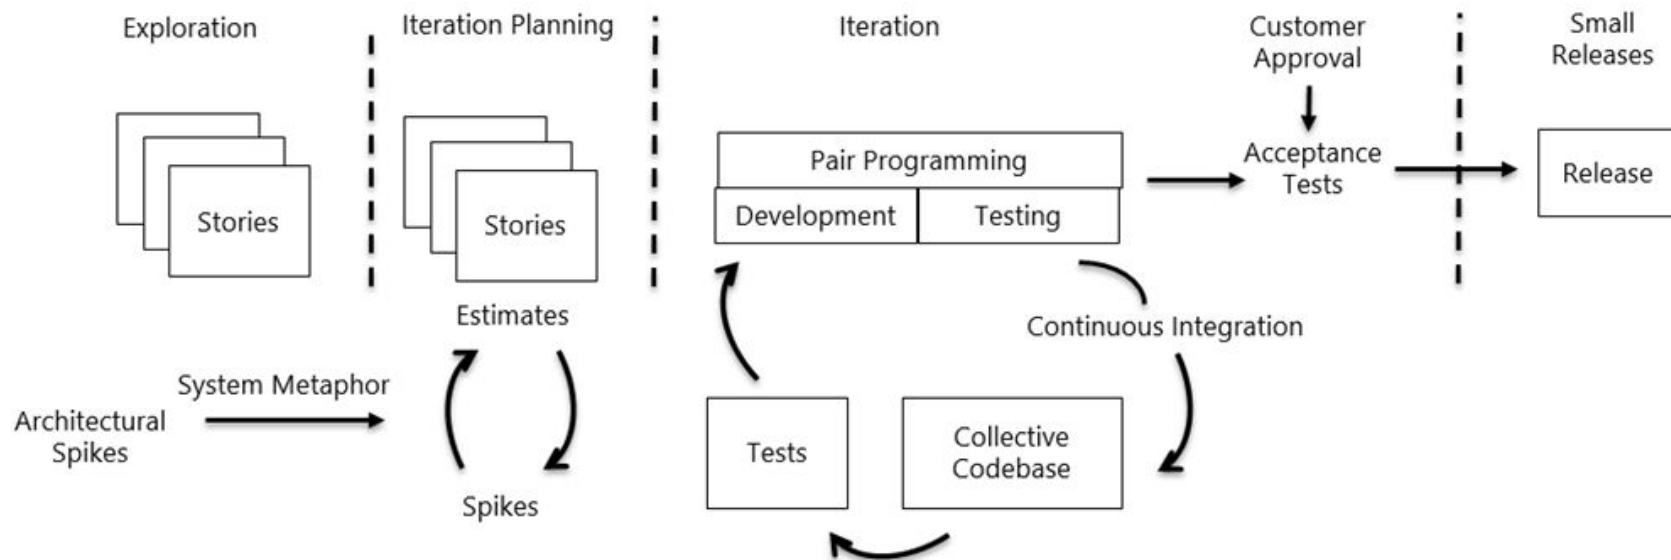 Exploration
Iteration Planning
Iteration
Customer
Approval
Small
Releases
Stories
Stories
Pair Programming
Development
Testing
Acceptance
Tests
Release
Estimates
Continuous Integration
System Metaphor
Architectural
Spikes
Spikes
Tests
Collective
Codebase